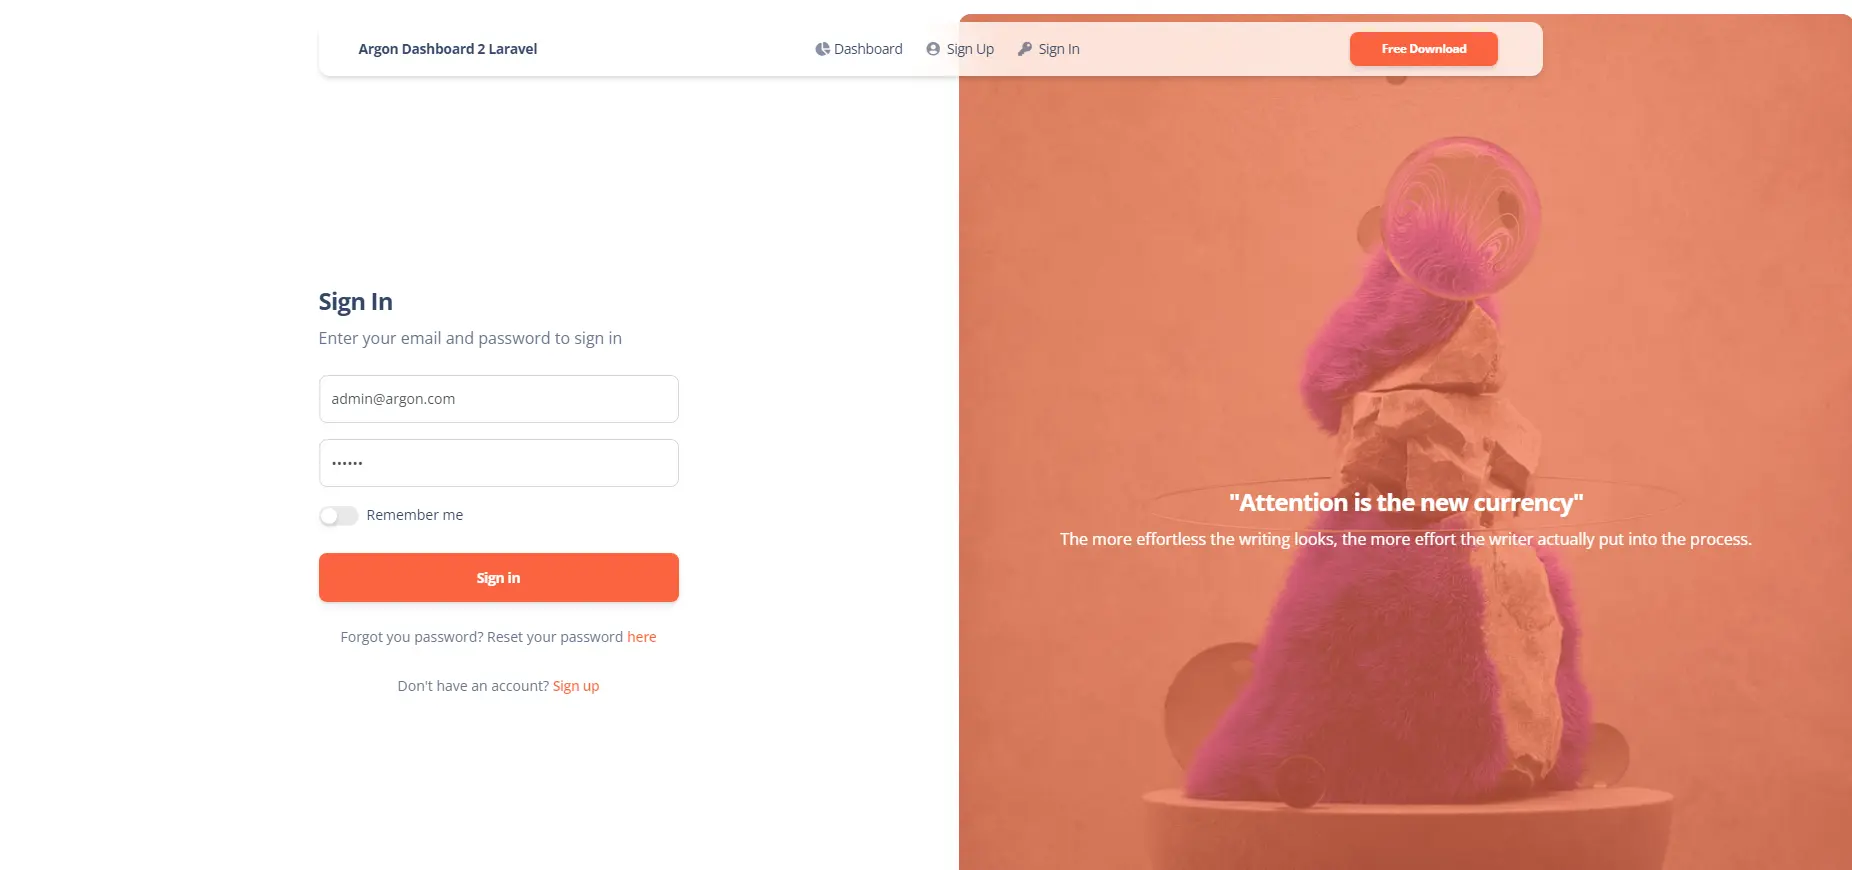 Argon Dashboard 2 Laravel
Dashboard
Sign Up
Sign In
Free Download
Sign In
Enter your email and password to sign in
admin@argon.com
••••••
Remember me
Sign in
Forgot you password? Reset your password here
Don't have an account? Sign up
"Attention is the new currency"
The more effortless the writing looks, the more effort the writer actually put into the process.